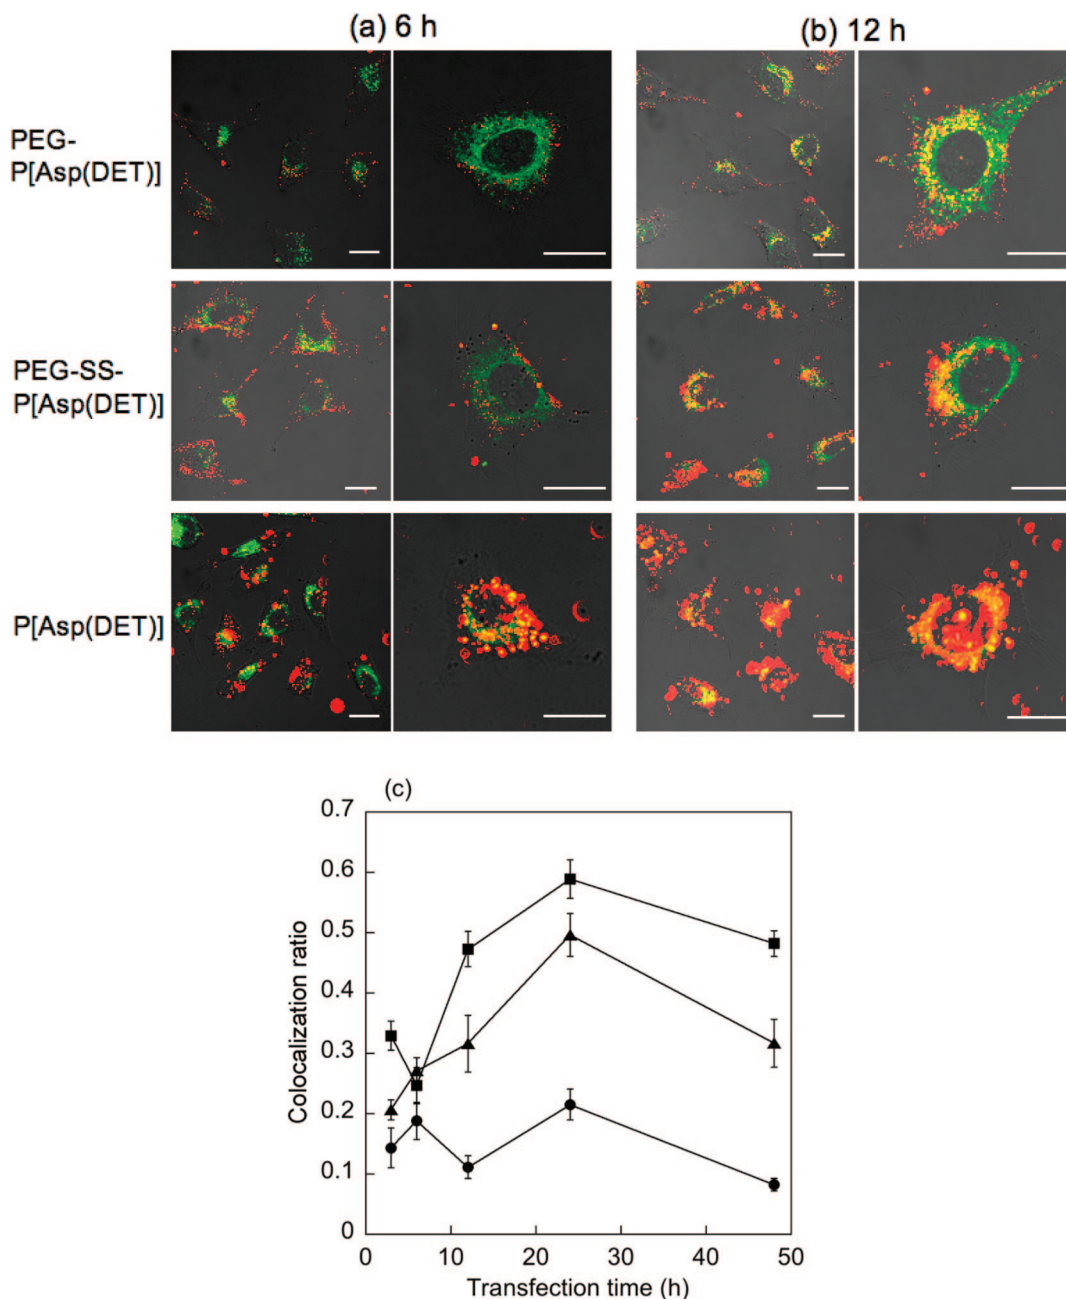 (a) 6 h
(b) 12 h
PEG-
P[Asp(DET)]
PEG-SS-
P[Asp(DET)]
P[Asp(DET)]
(c)
0.7
0.6
0.5
0.4
0.3
0.2
0.1
0
Colocalization ratio
0 10 20 30 40 50
Transfection time (h)